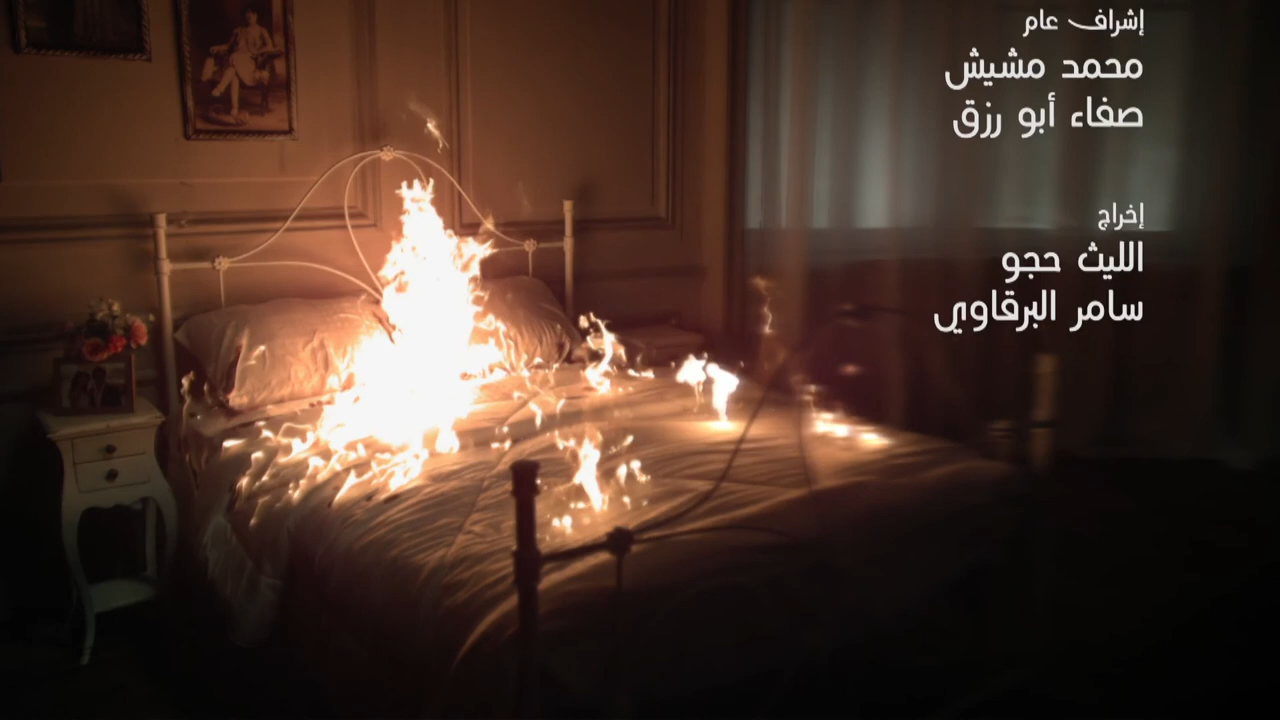 إشراف عام
محمد مشيش
صفاء أبو رزق
إخراج
الليث حجو
سامر البرقاوي